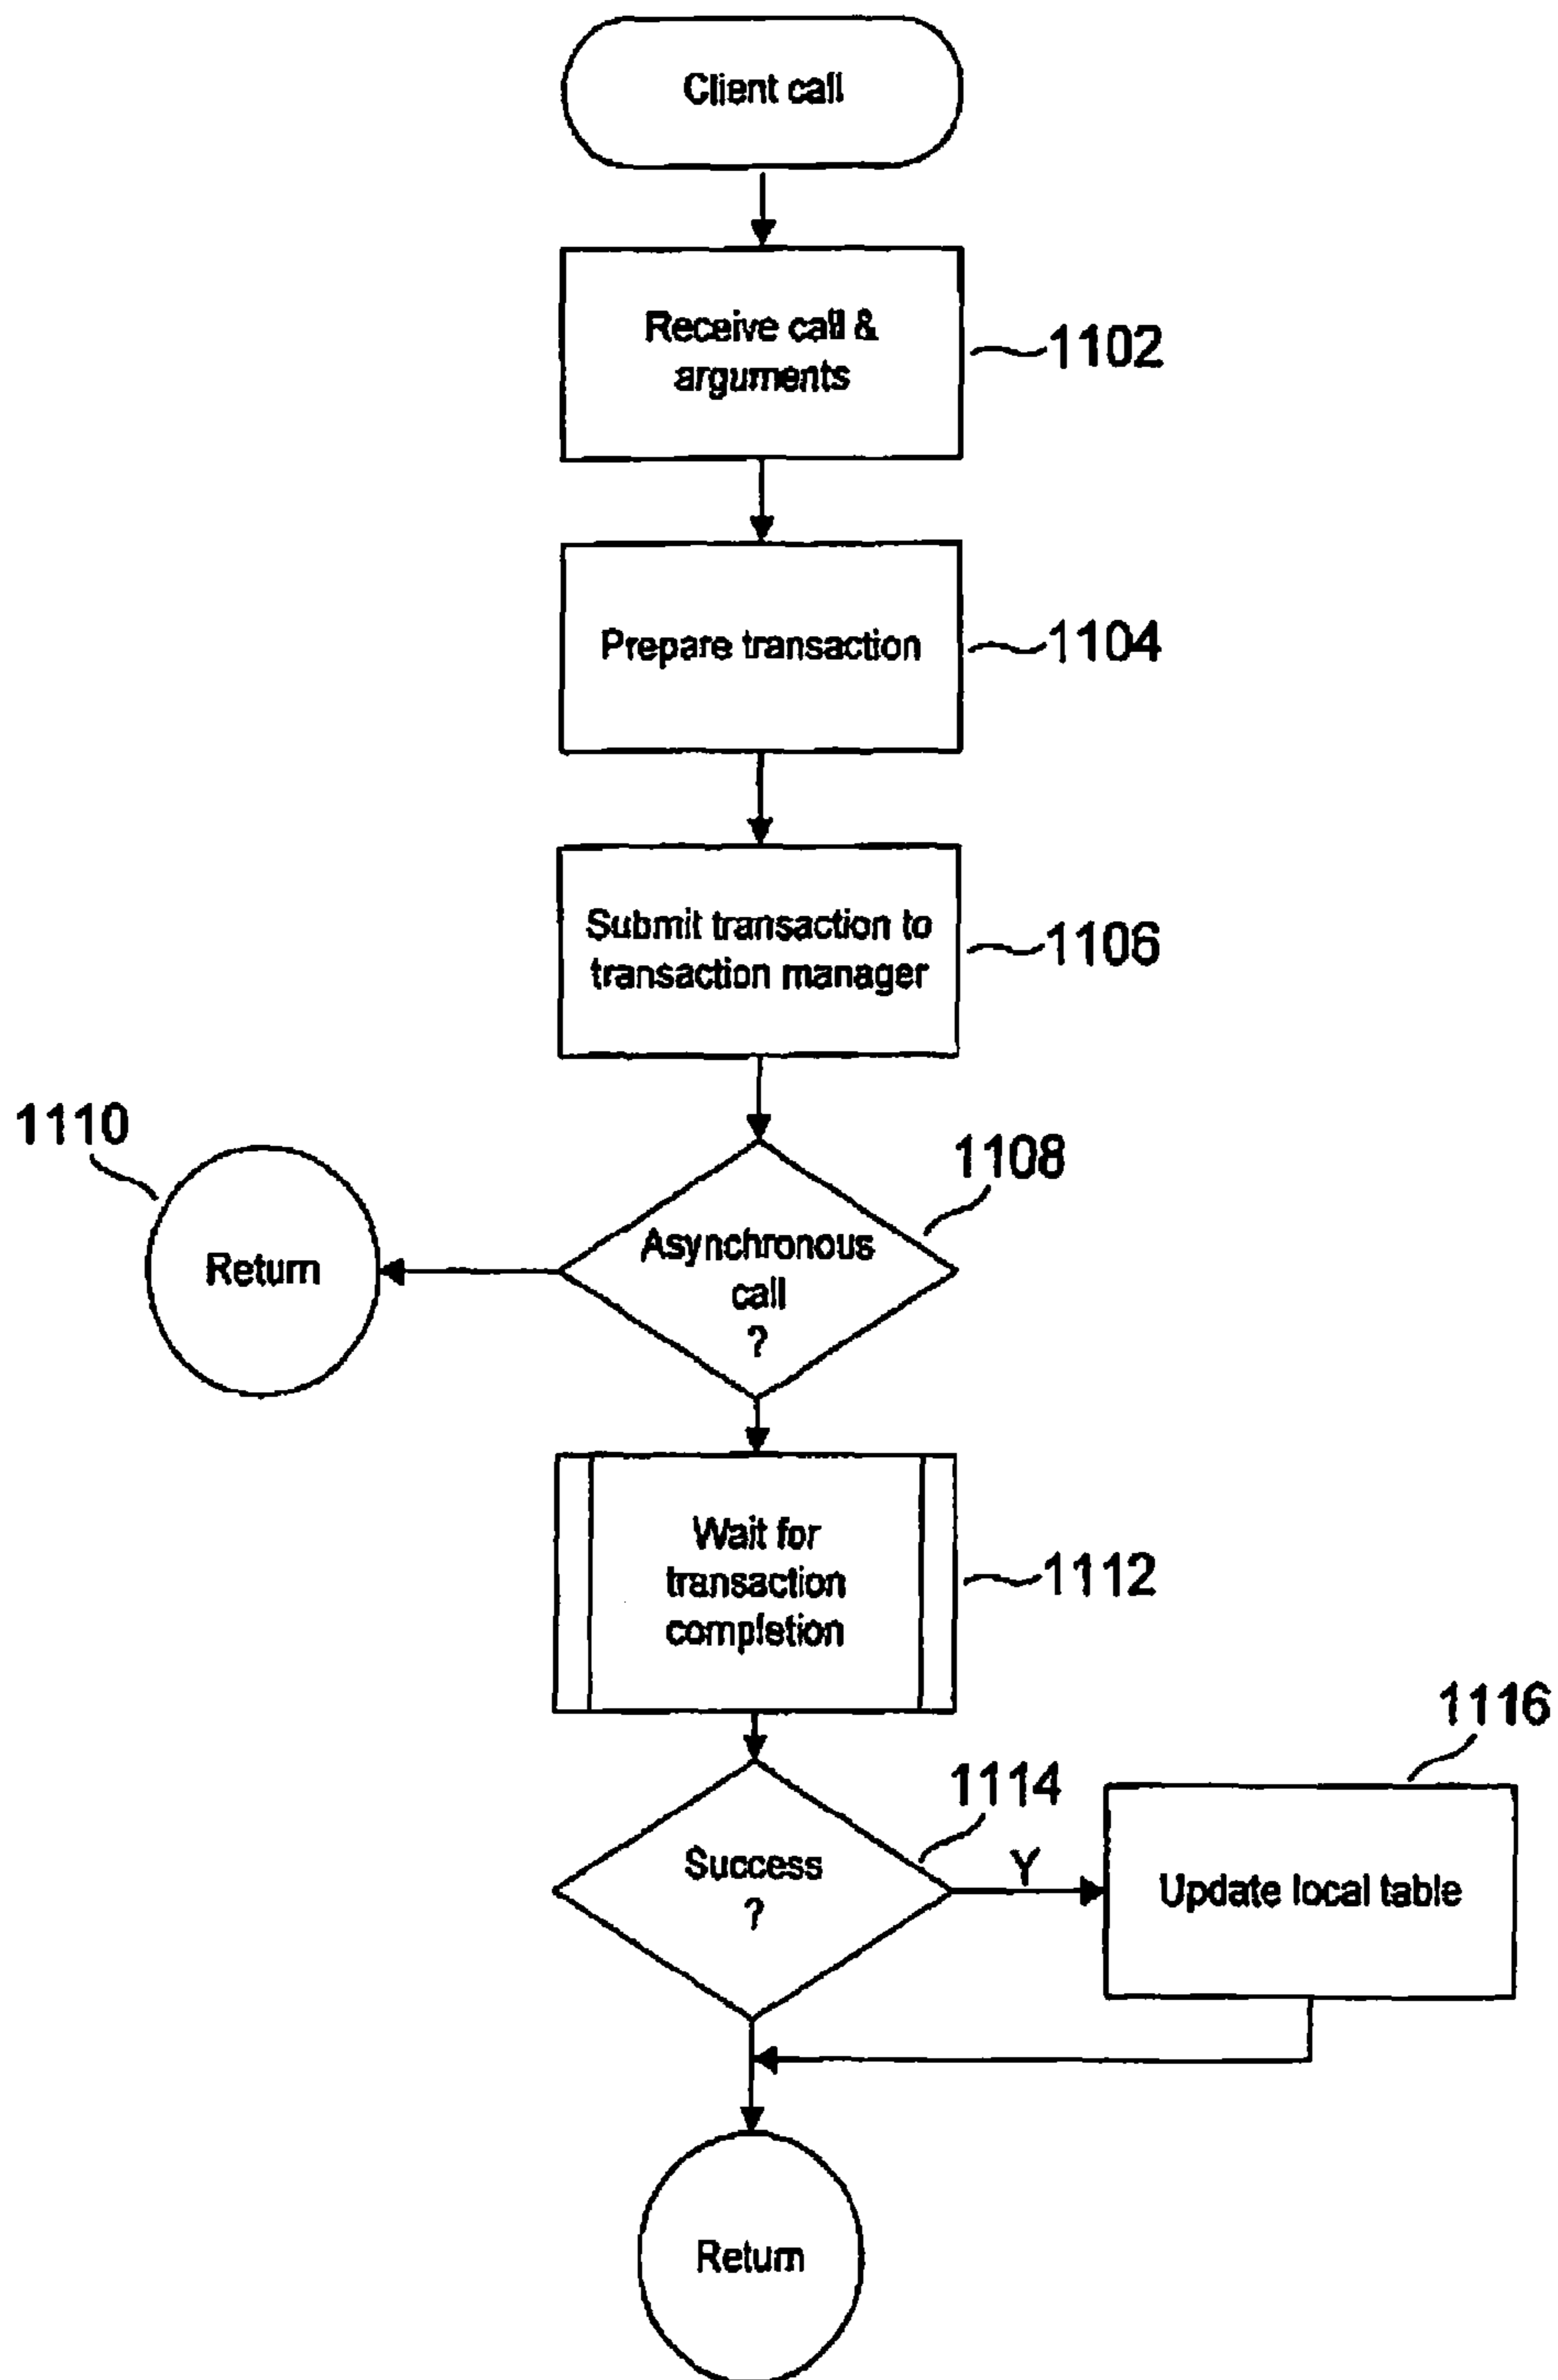 Client call
Receive call &
arguments
1102
Prepare transaction
1104
Submit transaction to
transaction manager
1106
1110
Return
1108
Asynchronous
call
?
Wait for
transaction
completion
1112
1114
Success
?
Y
1116
Update local table
Return